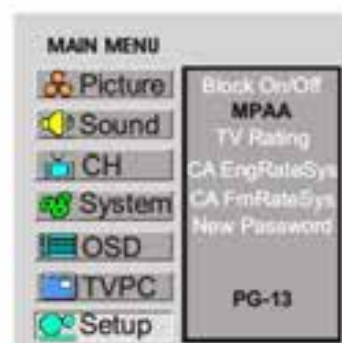 MAIN MENU
Picture
Sound
CH
System
OSD
TVPC
Setup
Block On/Off
MPAA
TV Rating
CA EngRateSys
CA FrnRateSys
New Password
PG-13